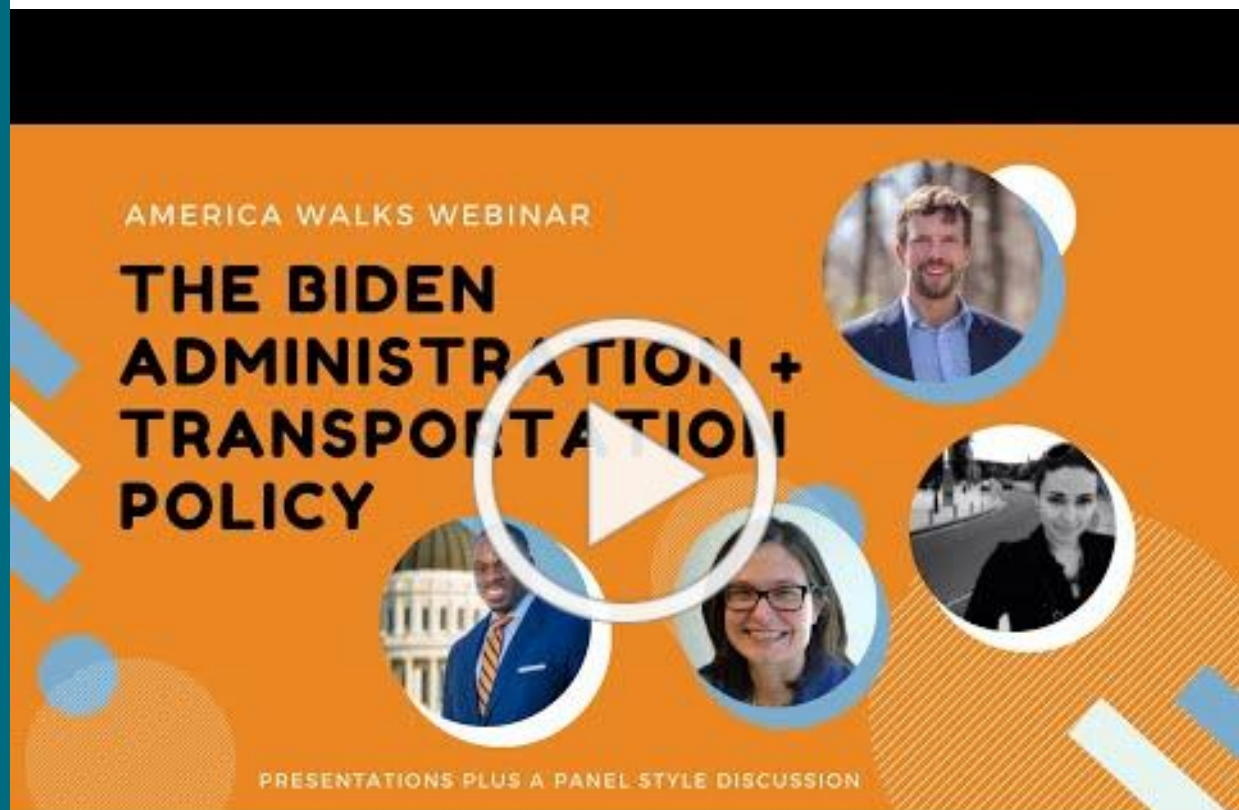 AMERICA WALKS WEBINAR
THE BIDEN
ADMINISTRATION +
TRANSPORTATION
POLICY
PRESENTATIONS PLUS A PANEL STYLE DISCUSSION